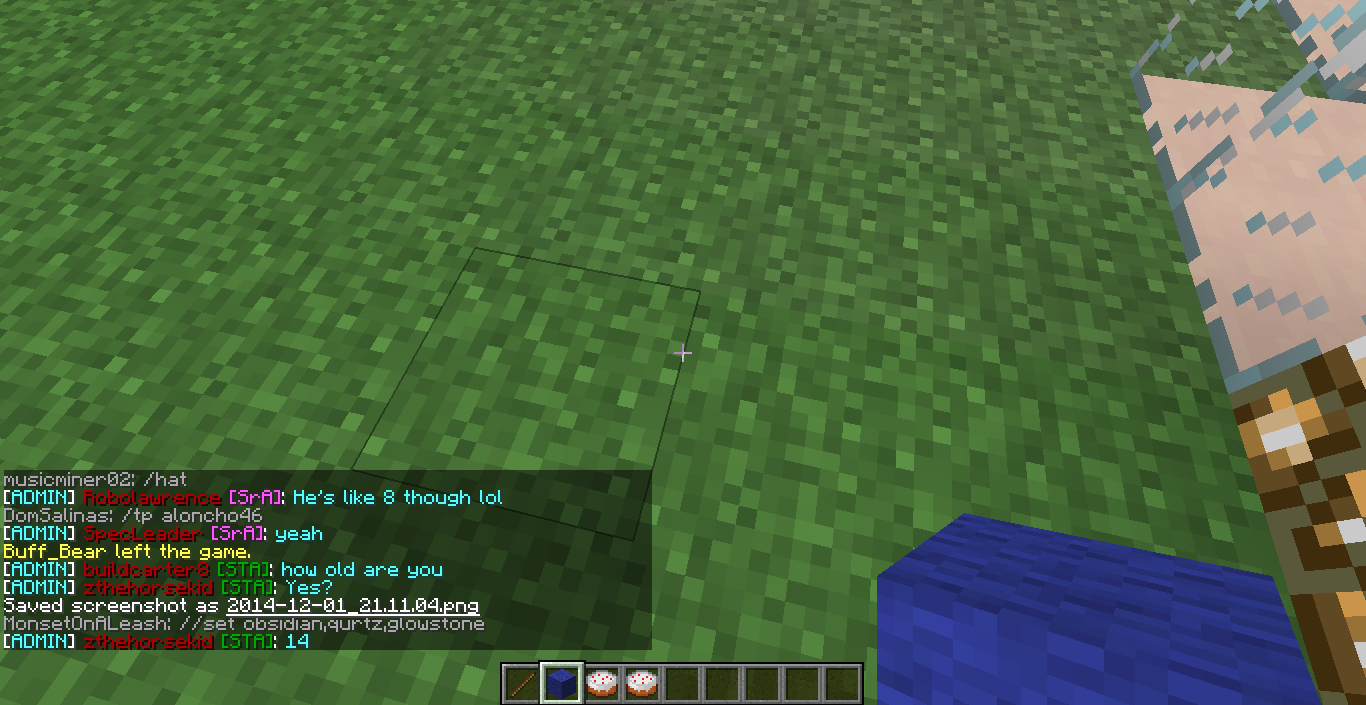 musicminer02: /hat
[ADMIN] Robolawrence [SrA]: He's like 8 though lol
DomSalinas: /tp aloncho46
[ADMIN] SpecLeader [SrA]: yeah
Buff_Bear left the game.
[ADMIN] buildcarter8 [STA]: how old are you
[ADMIN] zthehorsekid [STA]: Yes?
Saved screenshot as 2014-12-01_21.11.04.png
MonsetOnALeash: //set obsidian,qurtz,glowstone
[ADMIN] zthehorsekid [STA]: 14